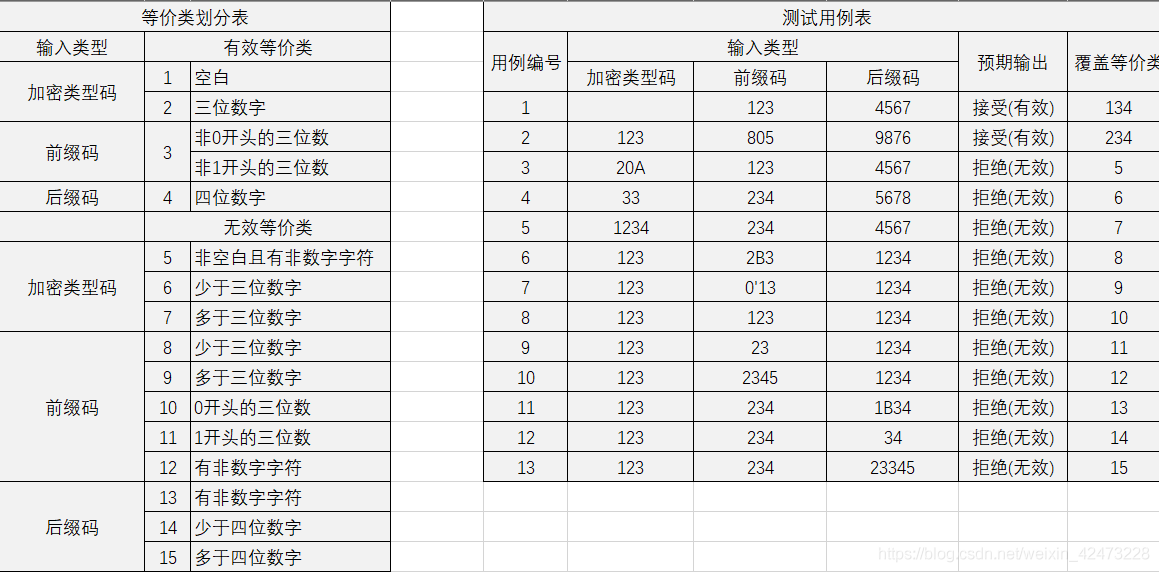 等价类划分表
输入类型 有效等价类
加密类型码 1 空白
2 三位数字
前缀码 3 非0开头的三位数
非1开头的三位数
后缀码 4 四位数字
无效等价类
加密类型码 5 非空白且有非数字字符
6 少于三位数字
7 多于三位数字
前缀码 8 少于三位数字
9 多于三位数字
10 0开头的三位数
11 1开头的三位数
12 有非数字字符
后缀码 13 有非数字字符
14 少于四位数字
15 多于四位数字
测试用例表
用例编号 输入类型 预期输出 覆盖等价类
加密类型码 前缀码 后缀码
1 123 4567 接受(有效) 134
2 123 805 9876 接受(有效) 234
3 20A 123 4567 拒绝(无效) 5
4 33 234 5678 拒绝(无效) 6
5 1234 234 4567 拒绝(无效) 7
6 123 2B3 1234 拒绝(无效) 8
7 123 0'13 1234 拒绝(无效) 9
8 123 123 1234 拒绝(无效) 10
9 123 23 1234 拒绝(无效) 11
10 123 2345 1234 拒绝(无效) 12
11 123 234 1B34 拒绝(无效) 13
12 123 234 34 拒绝(无效) 14
13 123 234 23345 拒绝(无效) 15
https://blog.csdn.net/weixin_42473228